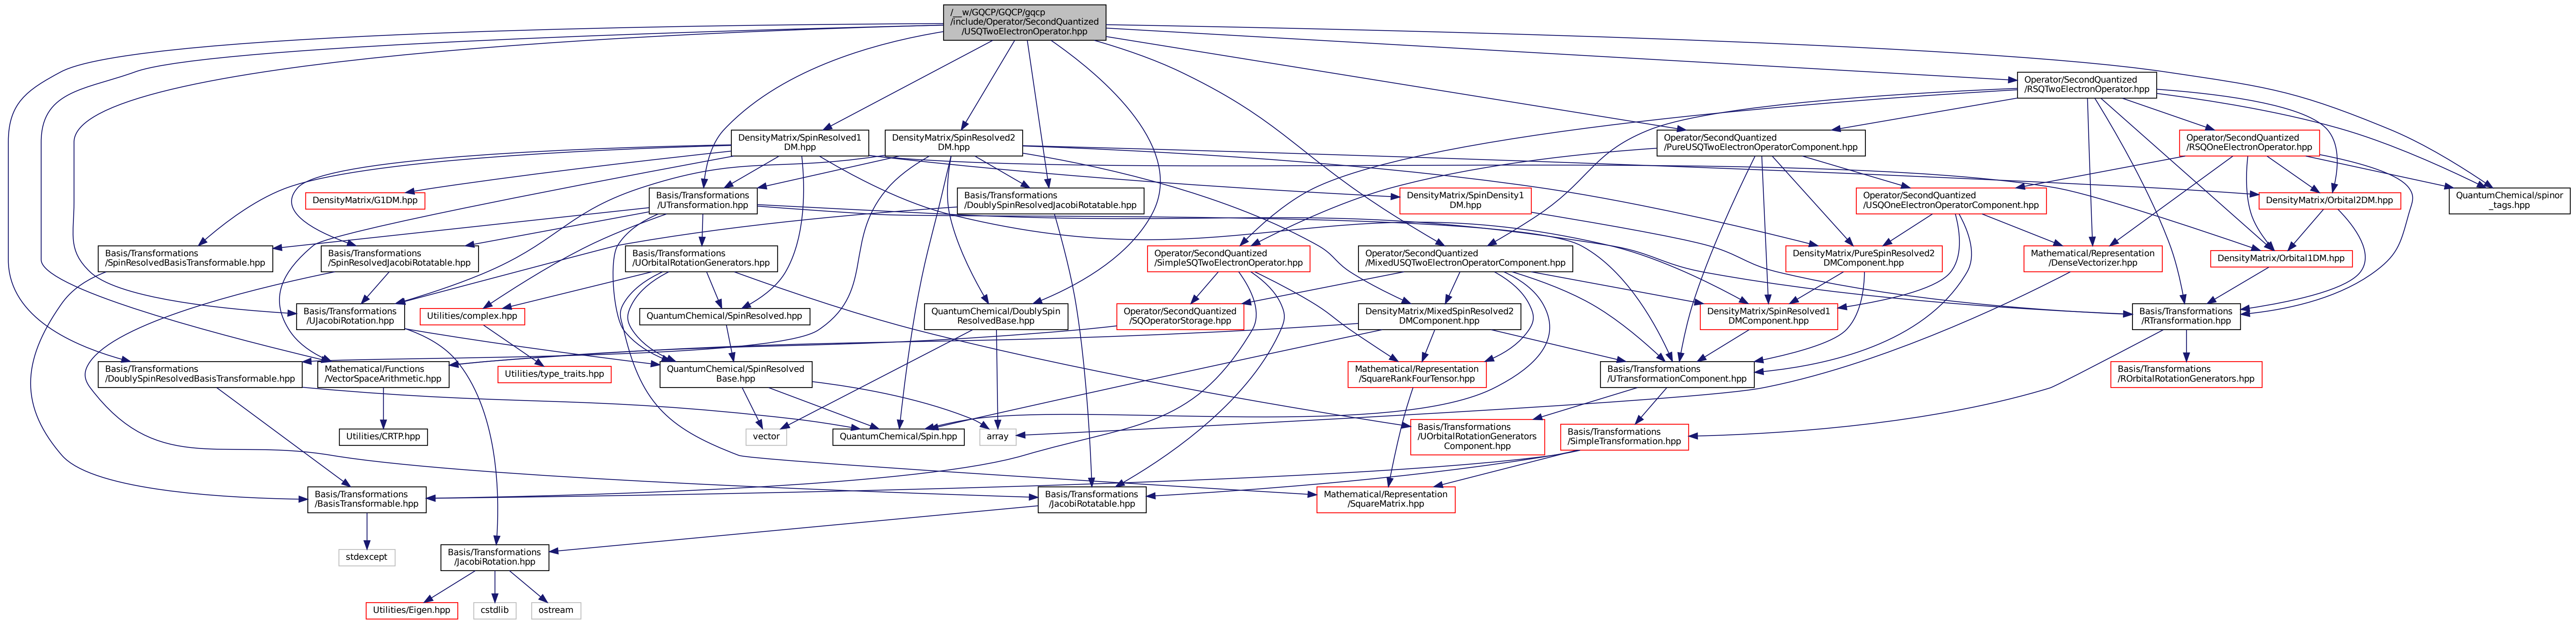 /__w/GQCP/GQCP/gqcp
/include/Operator/SecondQuantized
/USQTwoElectronOperator.hpp
Operator/SecondQuantized
/RSQTwoElectronOperator.hpp
DensityMatrix/SpinResolved1
DM.hpp
DensityMatrix/SpinResolved2
DM.hpp
Operator/SecondQuantized
/PureUSQTwoElectronOperatorComponent.hpp
Operator/SecondQuantized
/RSQOneElectronOperator.hpp
DensityMatrix/G1DM.hpp
Basis/Transformations
/UTransformation.hpp
Basis/Transformations
/DoublySpinResolvedJacobiRotatable.hpp
DensityMatrix/SpinDensity1
DM.hpp
Operator/SecondQuantized
/USQOneElectronOperatorComponent.hpp
DensityMatrix/Orbital2DM.hpp
QuantumChemical/spinor
_tags.hpp
Basis/Transformations
/SpinResolvedBasisTransformable.hpp
Basis/Transformations
/SpinResolvedJacobiRotatable.hpp
Basis/Transformations
/UOrbitalRotationGenerators.hpp
Operator/SecondQuantized
/SimpleSQTwoElectronOperator.hpp
Operator/SecondQuantized
/MixedUSQTwoElectronOperatorComponent.hpp
DensityMatrix/PureSpinResolved2
DMComponent.hpp
Mathematical/Representation
/DenseVectorizer.hpp
DensityMatrix/Orbital1DM.hpp
Basis/Transformations
/UJacobiRotation.hpp
Utilities/complex.hpp
QuantumChemical/SpinResolved.hpp
QuantumChemical/DoublySpin
ResolvedBase.hpp
Operator/SecondQuantized
/SQOperatorStorage.hpp
DensityMatrix/MixedSpinResolved2
DMComponent.hpp
DensityMatrix/SpinResolved1
DMComponent.hpp
Basis/Transformations
/RTransformation.hpp
Basis/Transformations
/DoublySpinResolvedBasisTransformable.hpp
Mathematical/Functions
/VectorSpaceArithmetic.hpp
Utilities/type_traits.hpp
QuantumChemical/SpinResolved
Base.hpp
Mathematical/Representation
/SquareRankFourTensor.hpp
Basis/Transformations
/UTransformationComponent.hpp
Basis/Transformations
/ROrbitalRotationGenerators.hpp
Utilities/CRTP.hpp
vector
QuantumChemical/Spin.hpp
array
Basis/Transformations
/UOrbitalRotationGenerators
Component.hpp
Basis/Transformations
/SimpleTransformation.hpp
Basis/Transformations
/BasisTransformable.hpp
Basis/Transformations
/JacobiRotatable.hpp
Mathematical/Representation
/SquareMatrix.hpp
stdexcept
Basis/Transformations
/JacobiRotation.hpp
Utilities/Eigen.hpp
cstdlib
ostream